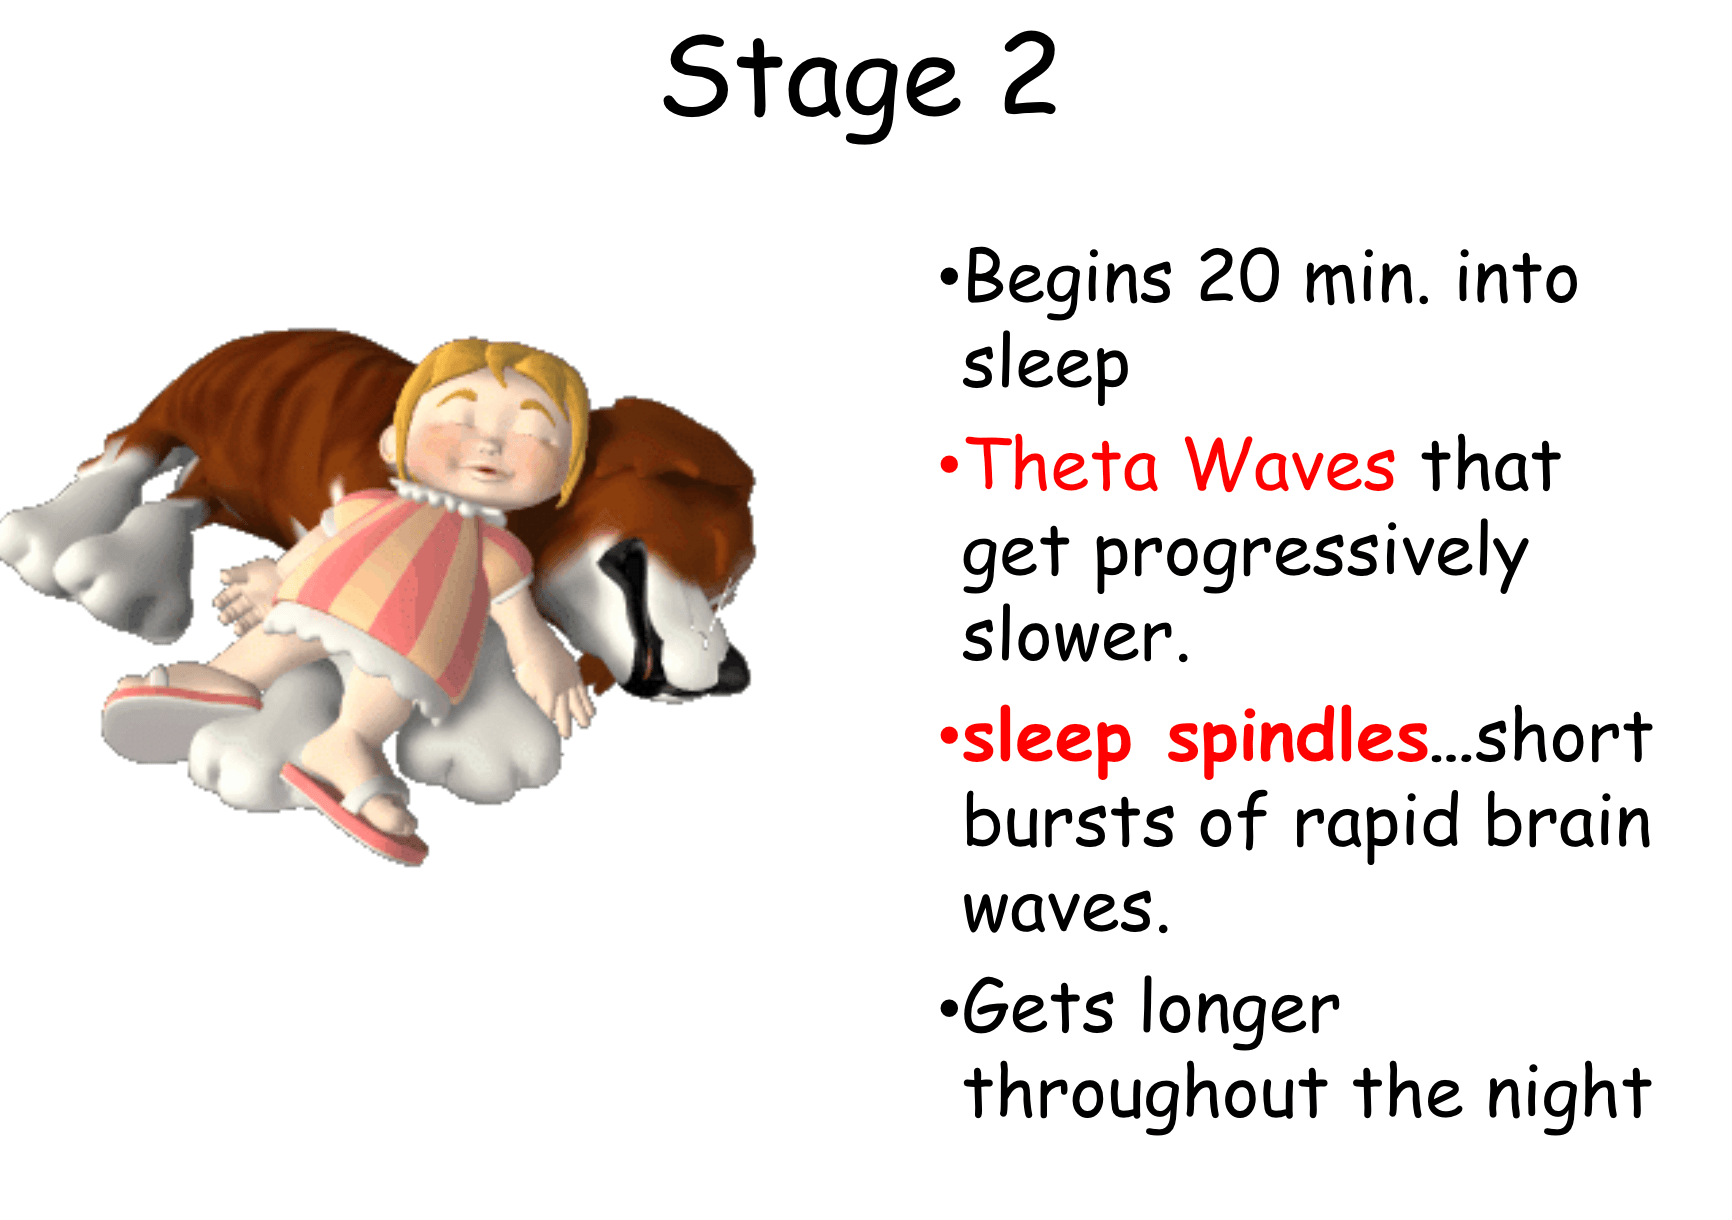 Stage 2
•Begins 20 min. into
sleep
•Theta Waves that
get progressively
slower.
•sleep spindles...short
bursts of rapid brain
waves.
•Gets longer
throughout the night